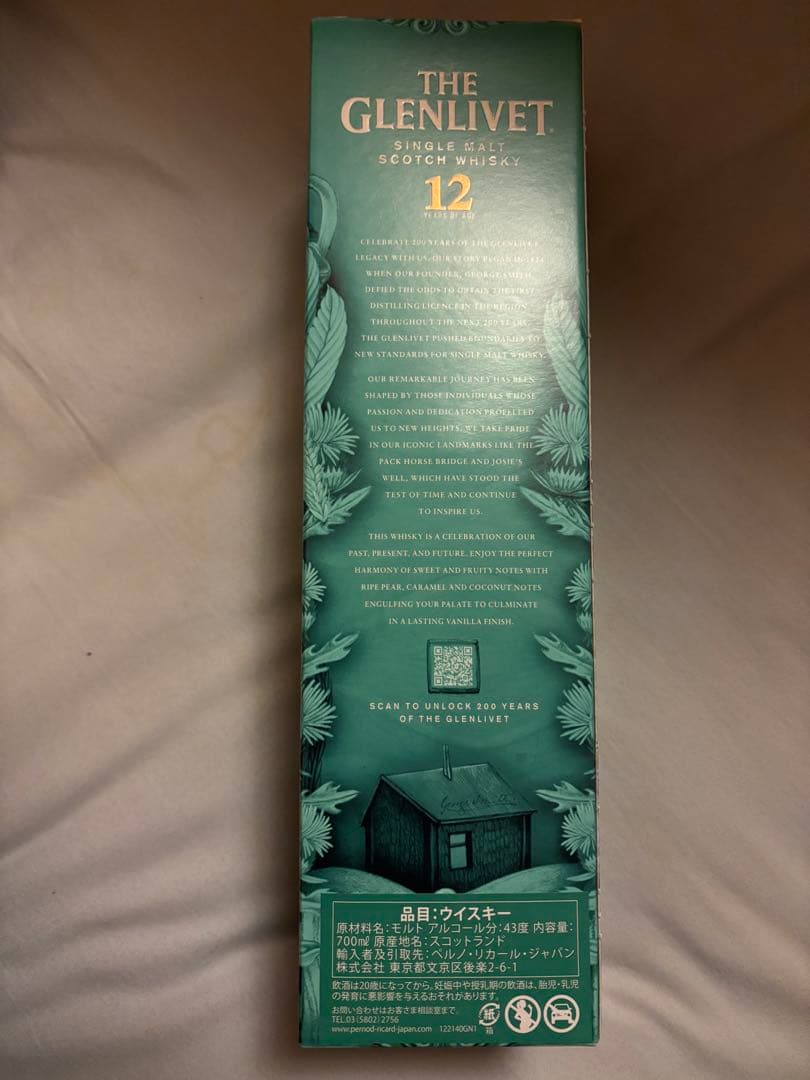 THE
GLENLIVET
SINGLE MALT
SCOTCH WHISKY
12
YEARS OF AGE
CELEBRATE 200 YEARS OF THE GLENLIVET
LEGACY WITH US. OUR STORY BEGAN IN 1824
WHEN OUR FOUNDER, GEORGE SMITH,
DEFIED THE ODDS TO OBTAIN THE FIRST
DISTILLING LICENCE IN THE REGION.
THROUGHOUT THE NEXT 200 YEARS,
THE GLENLIVET PUSHED BOUNDARIES TO
NEW STANDARDS FOR SINGLE MALT WHISKY.
OUR REMARKABLE JOURNEY HAS BEEN
SHAPED BY THOSE INDIVIDUALS WHOSE
PASSION AND DEDICATION PROPELLED
US TO NEW HEIGHTS. WE TAKE PRIDE
IN OUR ICONIC LANDMARKS LIKE THE
PACK HORSE BRIDGE AND JOSIE'S
WELL, WHICH HAVE STOOD THE
TEST OF TIME AND CONTINUE
TO INSPIRE US.
THIS WHISKY IS A CELEBRATION OF OUR
PAST, PRESENT, AND FUTURE. ENJOY THE PERFECT
HARMONY OF SWEET AND FRUITY NOTES WITH
RIPE PEAR, CARAMEL AND COCONUT NOTES
ENGULFING YOUR PALATE TO CULMINATE
IN A LASTING VANILLA FINISH.
SCAN TO UNLOCK 200 YEARS
OF THE GLENLIVET
品目:ウイスキー
原材料名:モルト アルコール分:43度 内容量:
700㎖ 原産地名:スコットランド
輸入者及引取先:ペルノ・リカール・ジャパン
株式会社 東京都文京区後楽2-6-1
飲酒は20歳になってから。妊娠中や授乳期の飲酒は、胎児・乳児
の発育に悪影響を与えるおそれがあります。
お問い合わせはお客さま相談室まで。
TEL.03 (5802) 2756
www.pernod-ricard-japan.com 122140GN1
紙
箱